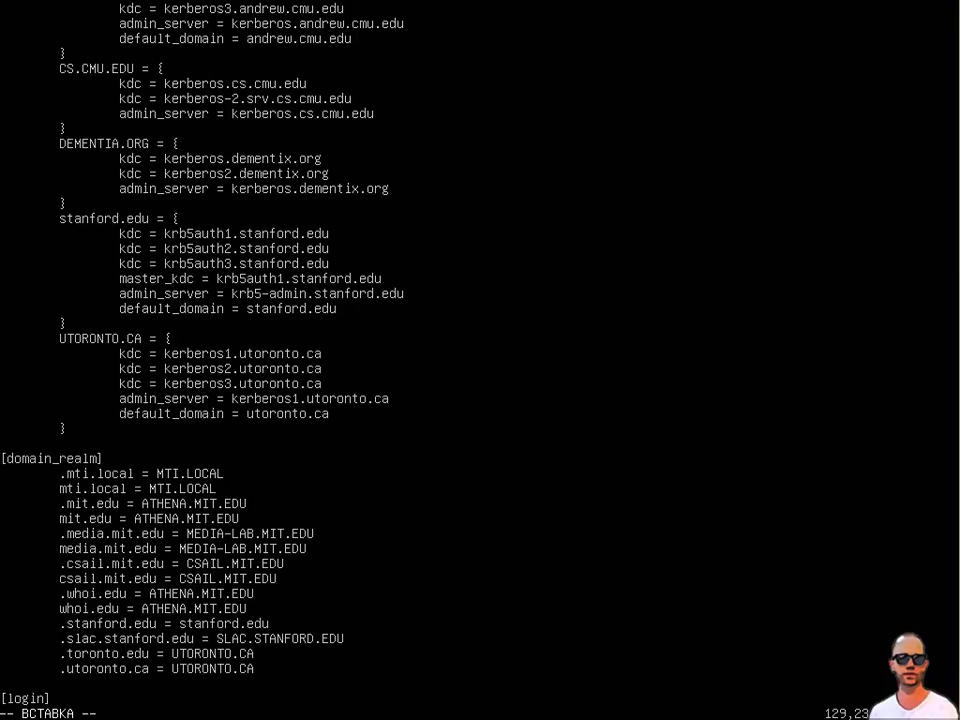 kdc = kerberos3.andrew.cmu.edu
admin_server = kerberos.andrew.cmu.edu
default_domain = andrew.cmu.edu
}
CS.CMU.EDU = {
kdc = kerberos.cs.cmu.edu
kdc = kerberos-2.srv.cs.cmu.edu
admin_server = kerberos.cs.cmu.edu
}
DEMENTIA.ORG = {
kdc = kerberos.dementix.org
kdc = kerberos2.dementix.org
admin_server = kerberos.dementix.org
}
stanford.edu = {
kdc = krb5auth1.stanford.edu
kdc = krb5auth2.stanford.edu
kdc = krb5auth3.stanford.edu
master_kdc = krb5auth1.stanford.edu
admin_server = krb5-admin.stanford.edu
default_domain = stanford.edu
}
UTORONTO.CA = {
kdc = kerberos1.utoronto.ca
kdc = kerberos2.utoronto.ca
kdc = kerberos3.utoronto.ca
admin_server = kerberos1.utoronto.ca
default_domain = utoronto.ca
}
[domain_realm]
.mti.local = MTI.LOCAL
mti.local = MTI.LOCAL
.mit.edu = ATHENA.MIT.EDU
mit.edu = ATHENA.MIT.EDU
.media.mit.edu = MEDIA-LAB.MIT.EDU
media.mit.edu = MEDIA-LAB.MIT.EDU
.csail.mit.edu = CSAIL.MIT.EDU
csail.mit.edu = CSAIL.MIT.EDU
.whoi.edu = ATHENA.MIT.EDU
whoi.edu = ATHENA.MIT.EDU
.stanford.edu = stanford.edu
.slac.stanford.edu = SLAC.STANFORD.EDU
.toronto.edu = UTORONTO.CA
.utoronto.ca = UTORONTO.CA
[login]
-- ВСТАВКА -- 129,23